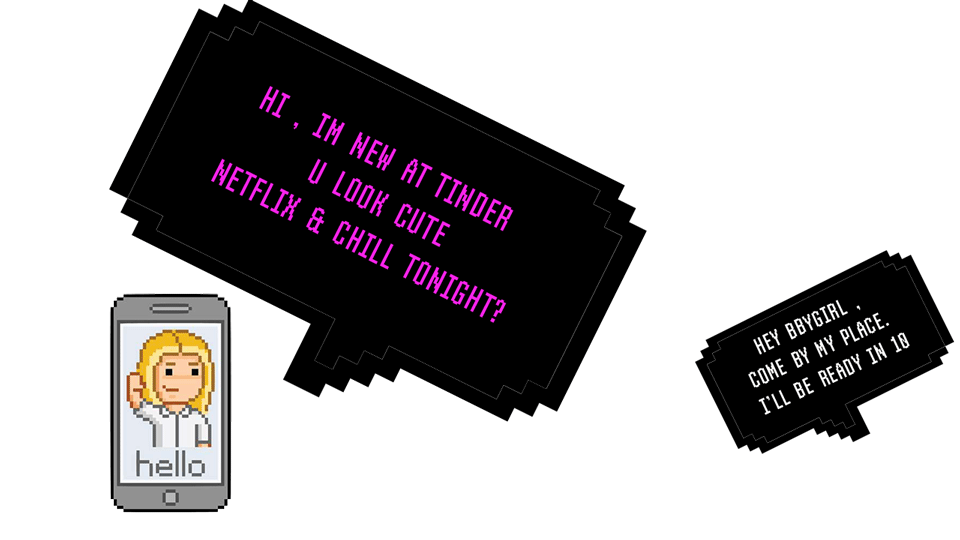 HI , IM NEW AT TINDER
U LOOK CUTE
NETFLIX & CHILL TONIGHT?
HEY BBYGIRL ,
COME BY MY PLACE.
I'LL BE READY IN 10
hello